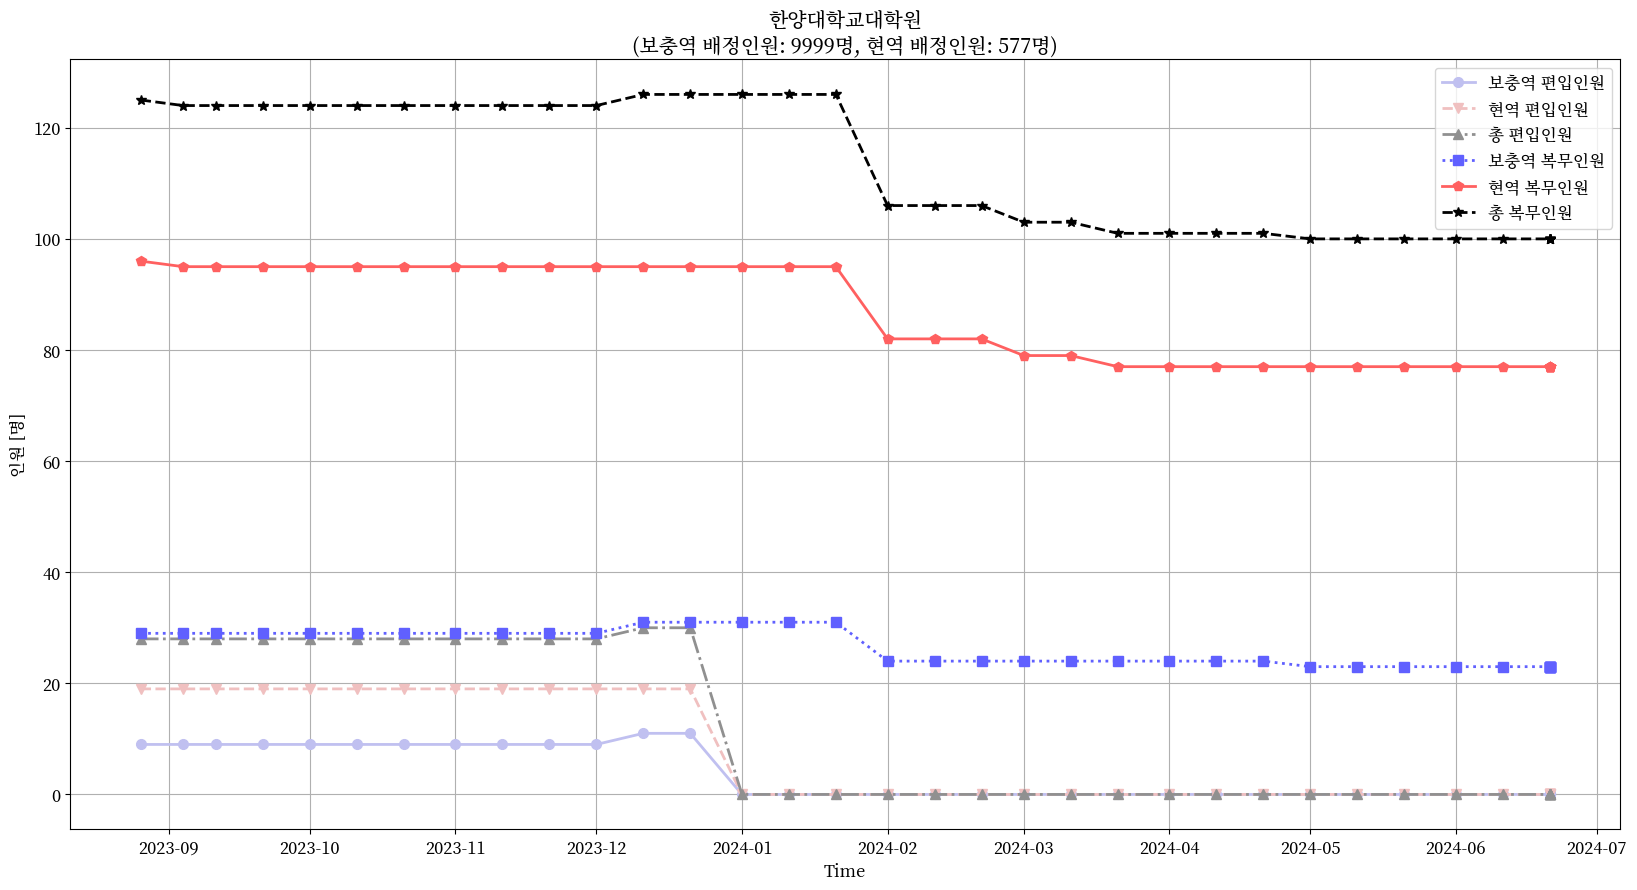 한양대학교대학원
(보충역 배정인원: 9999명, 현역 배정인원: 577명)
보충역 편입인원
현역 편입인원
총 편입인원
보충역 복무인원
현역 복무인원
총 복무인원
인원 [명]
120
100
80
60
40
20
0
2023-09 2023-10 2023-11 2023-12 2024-01 2024-02 2024-03 2024-04 2024-05 2024-06 2024-07
Time